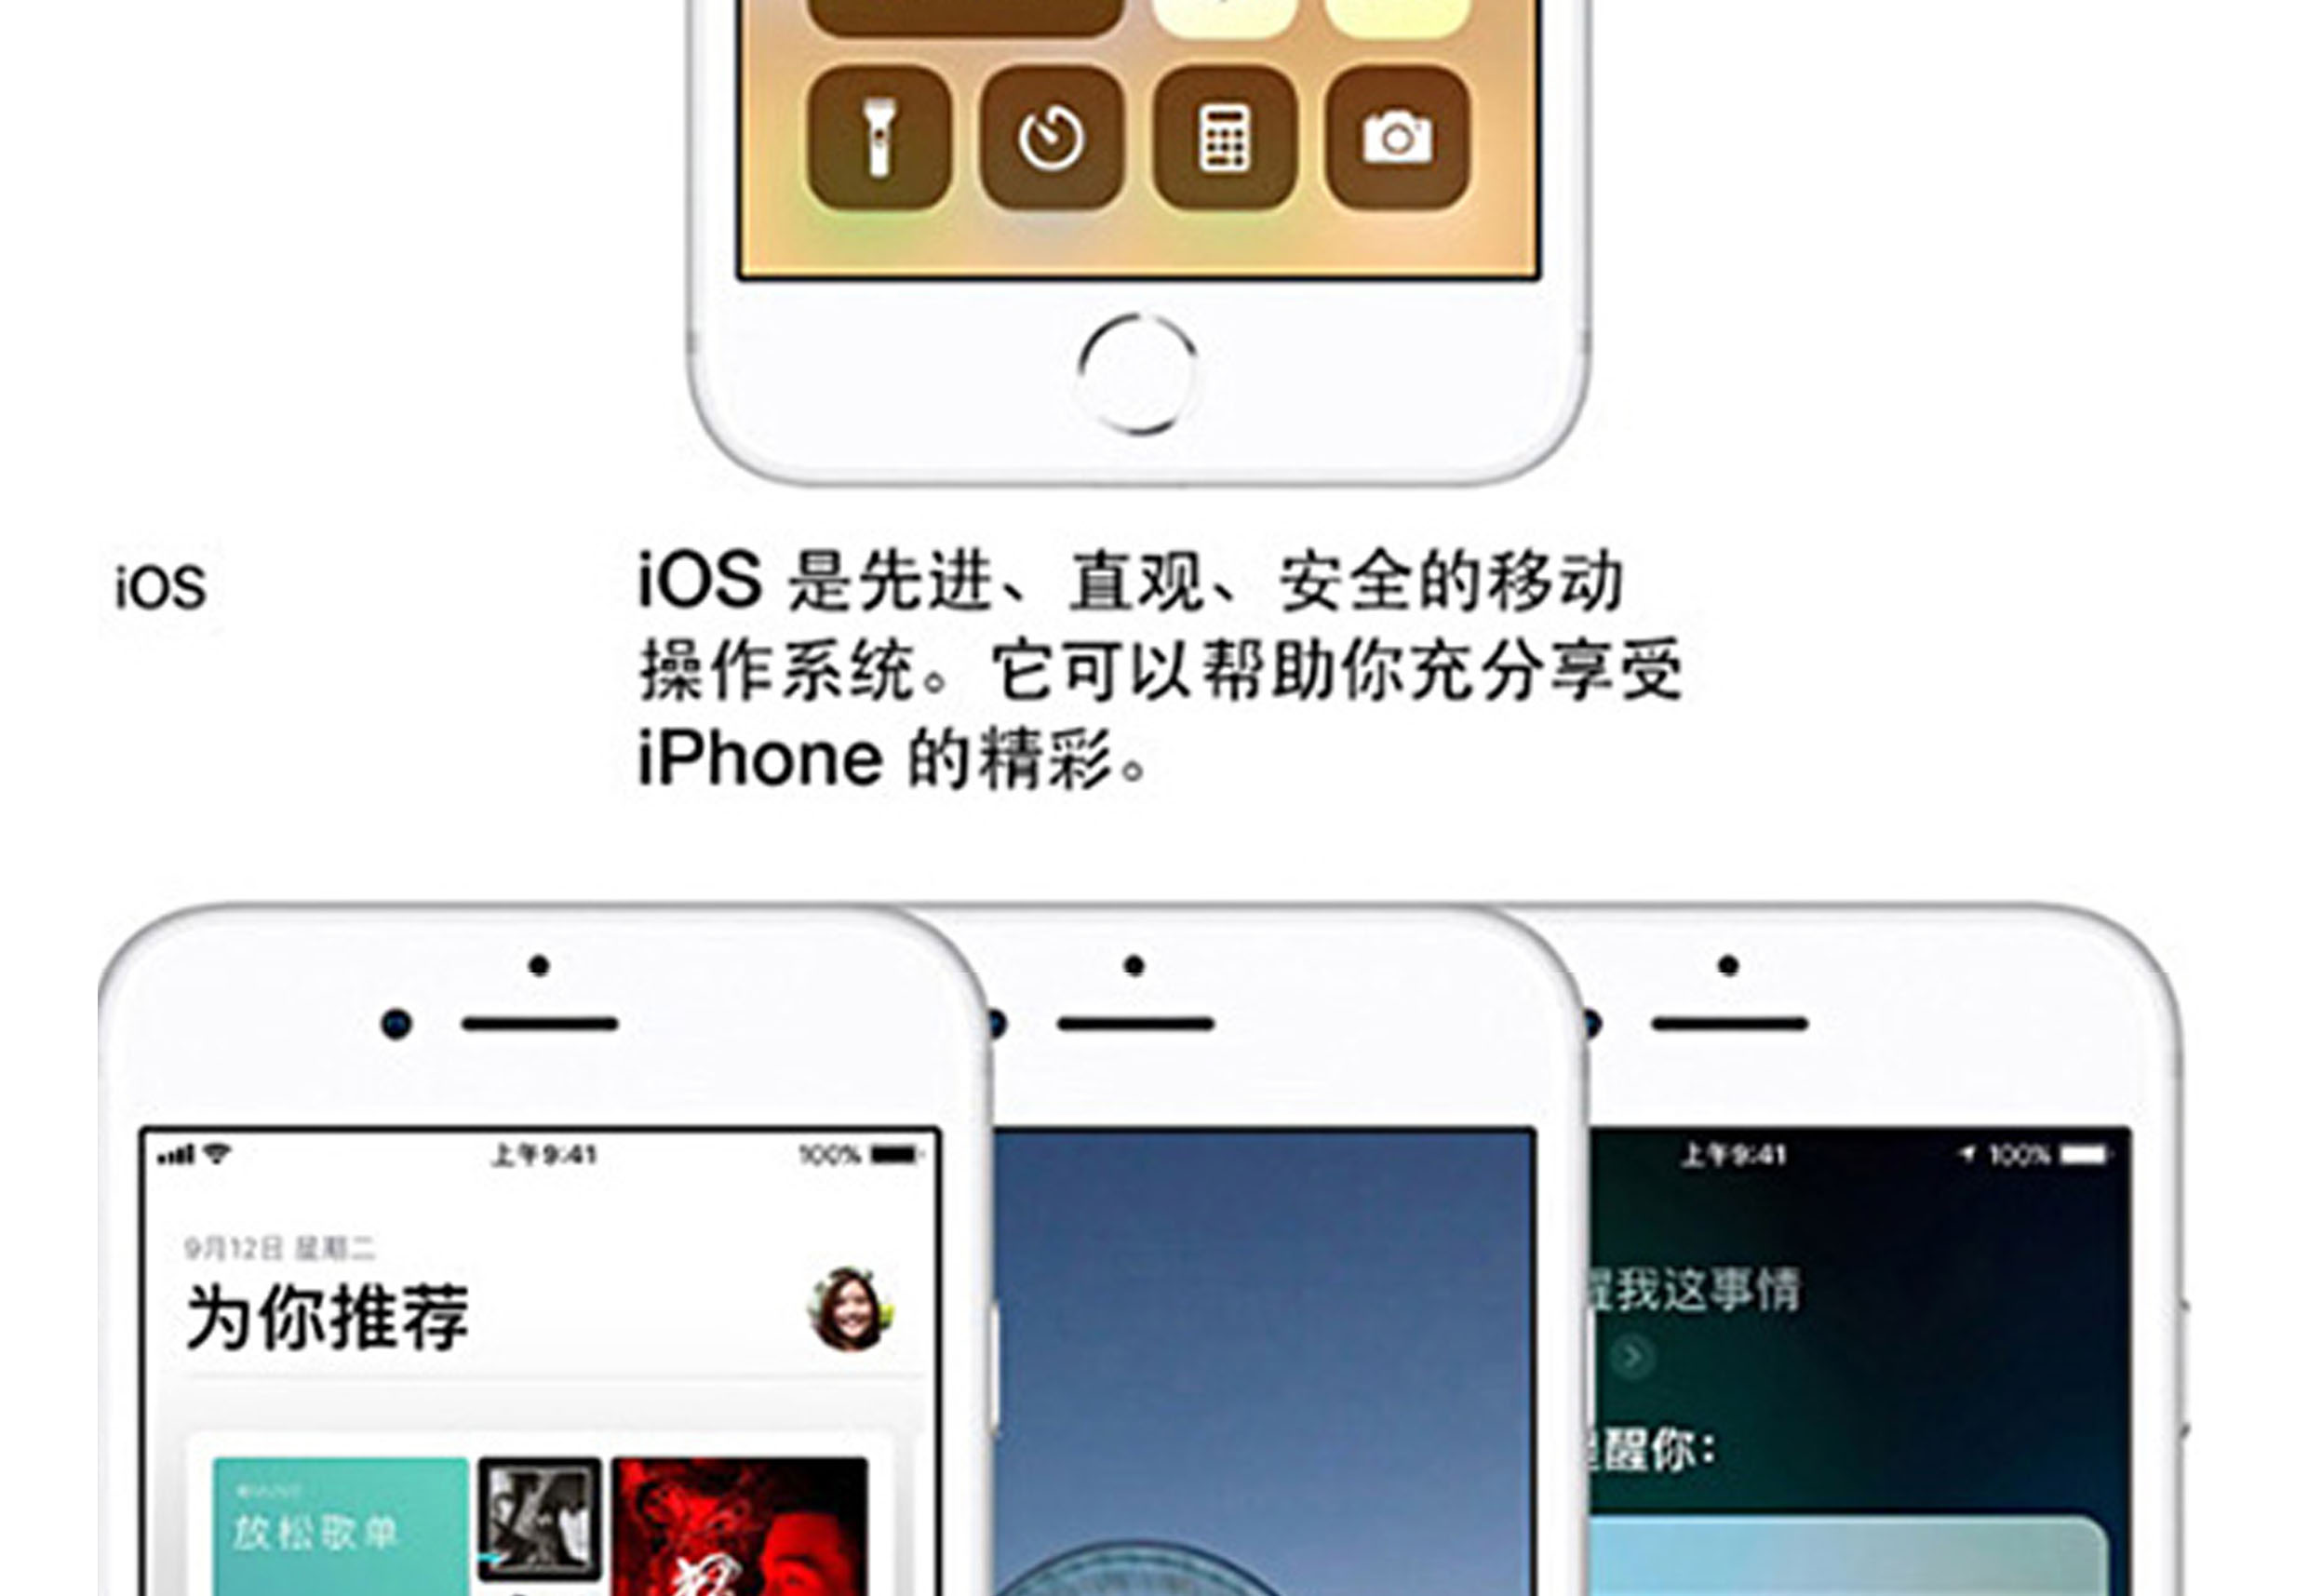 iOS
iOS 是先进、直观、安全的移动
操作系统。它可以帮助你充分享受
iPhone 的精彩。
上午9:41
100%
9月12日 星期二
为你推荐
放松歌单
上午9:41
100%
我这事情
醒你：